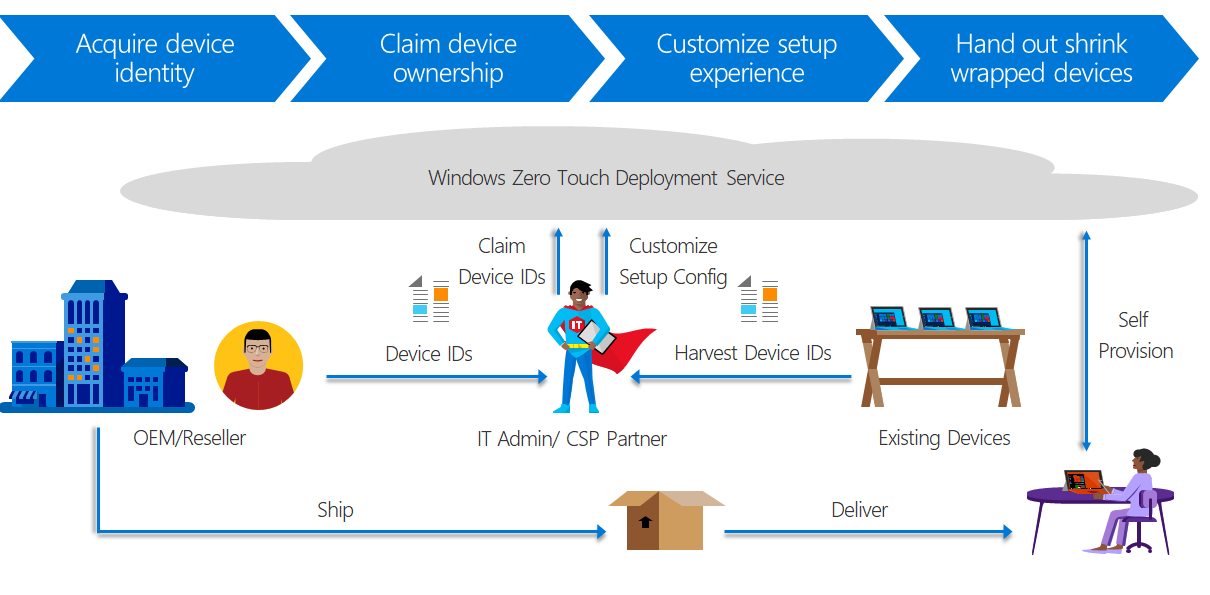 Acquire device
identity
Claim device
ownership
Customize setup
experience
Hand out shrink
wrapped devices
Windows Zero Touch Deployment Service
Claim
Device IDs
Customize
Setup Config
IT
Device IDs
Harvest Device IDs
Self
Provision
OEM/Reseller
IT Admin/ CSP Partner
Existing Devices
Ship
Deliver